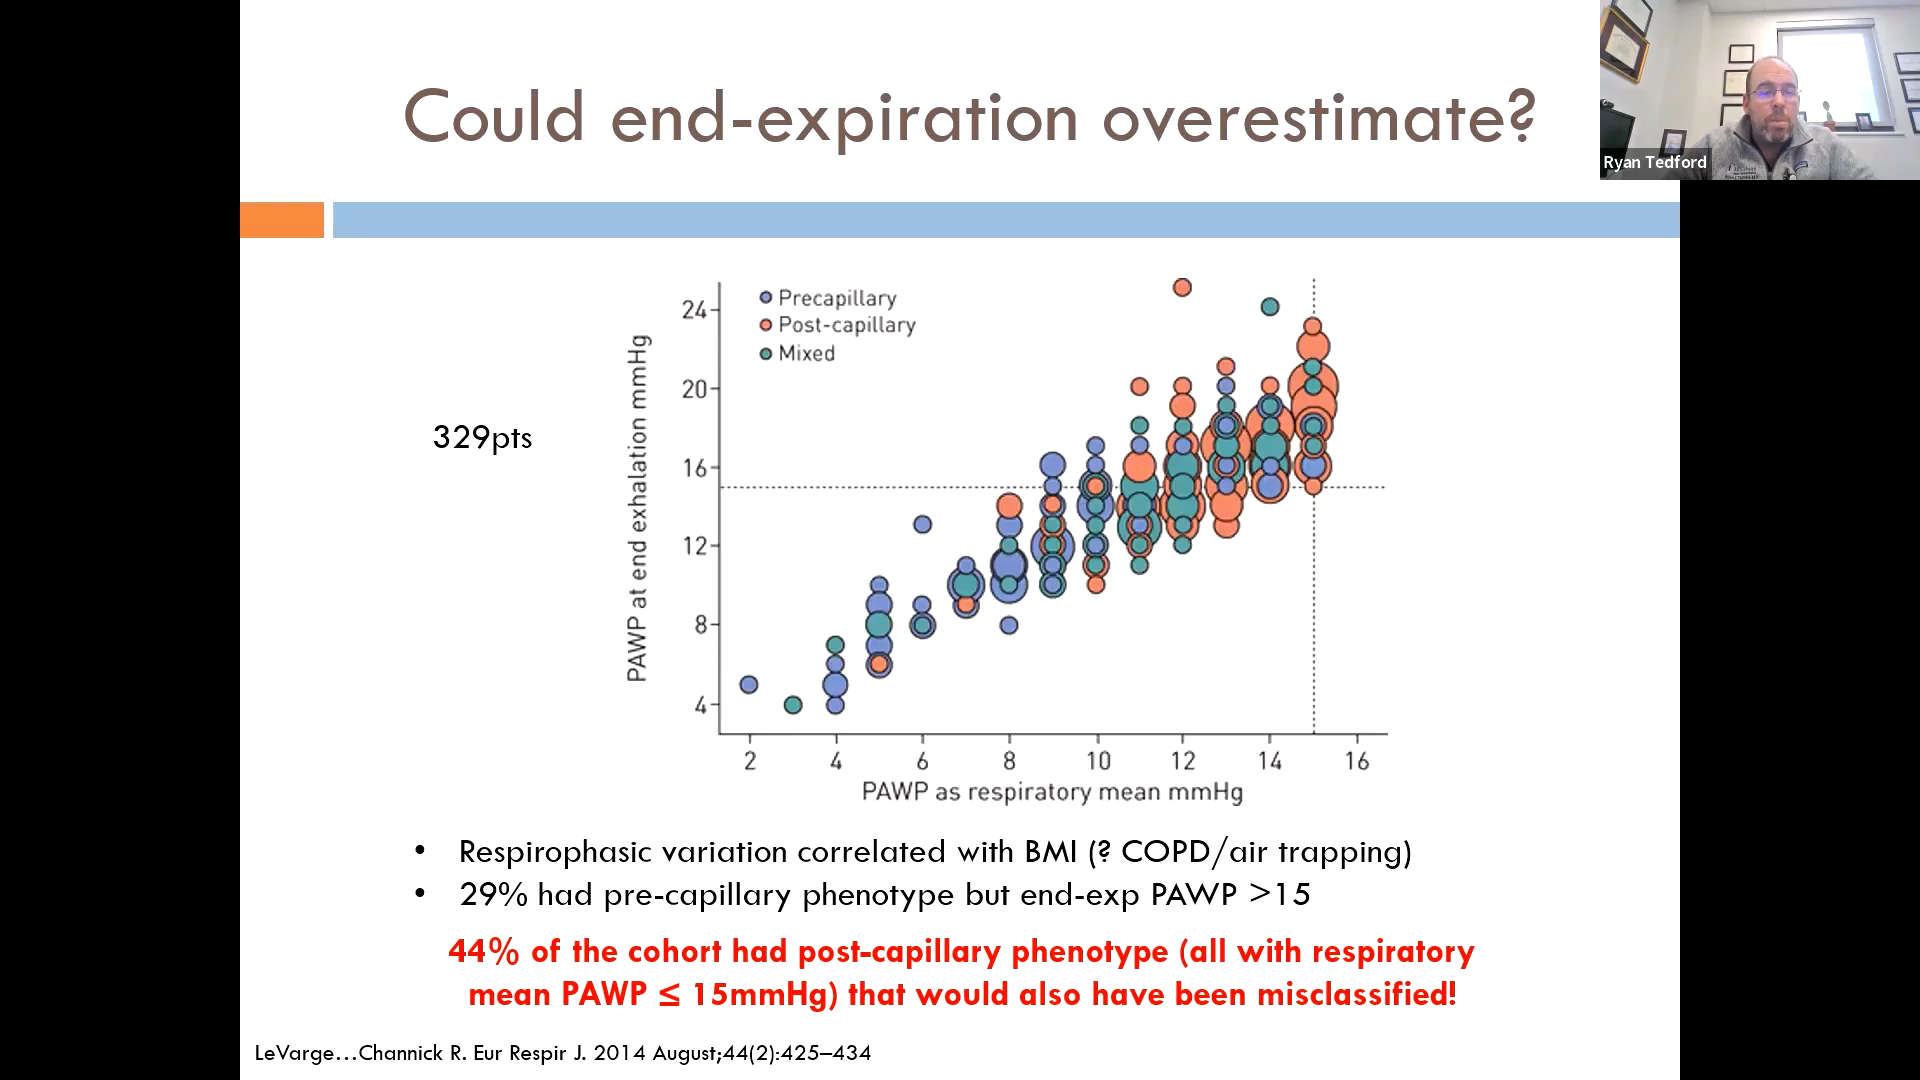 Could end-expiration overestimate?
Ryan Tedford
329pts
PAWP at end exhalation mmHg
24
20
16
12
8
4
Precapillary
Post-capillary
Mixed
2 4 6 8 10 12 14 16
PAWP as respiratory mean mmHg
• Respirophasic variation correlated with BMI (? COPD/air trapping)
• 29% had pre-capillary phenotype but end-exp PAWP >15
44% of the cohort had post-capillary phenotype (all with respiratory
mean PAWP ≤ 15mmHg) that would also have been misclassified!
LeVarge…Channick R. Eur Respir J. 2014 August;44(2):425–434